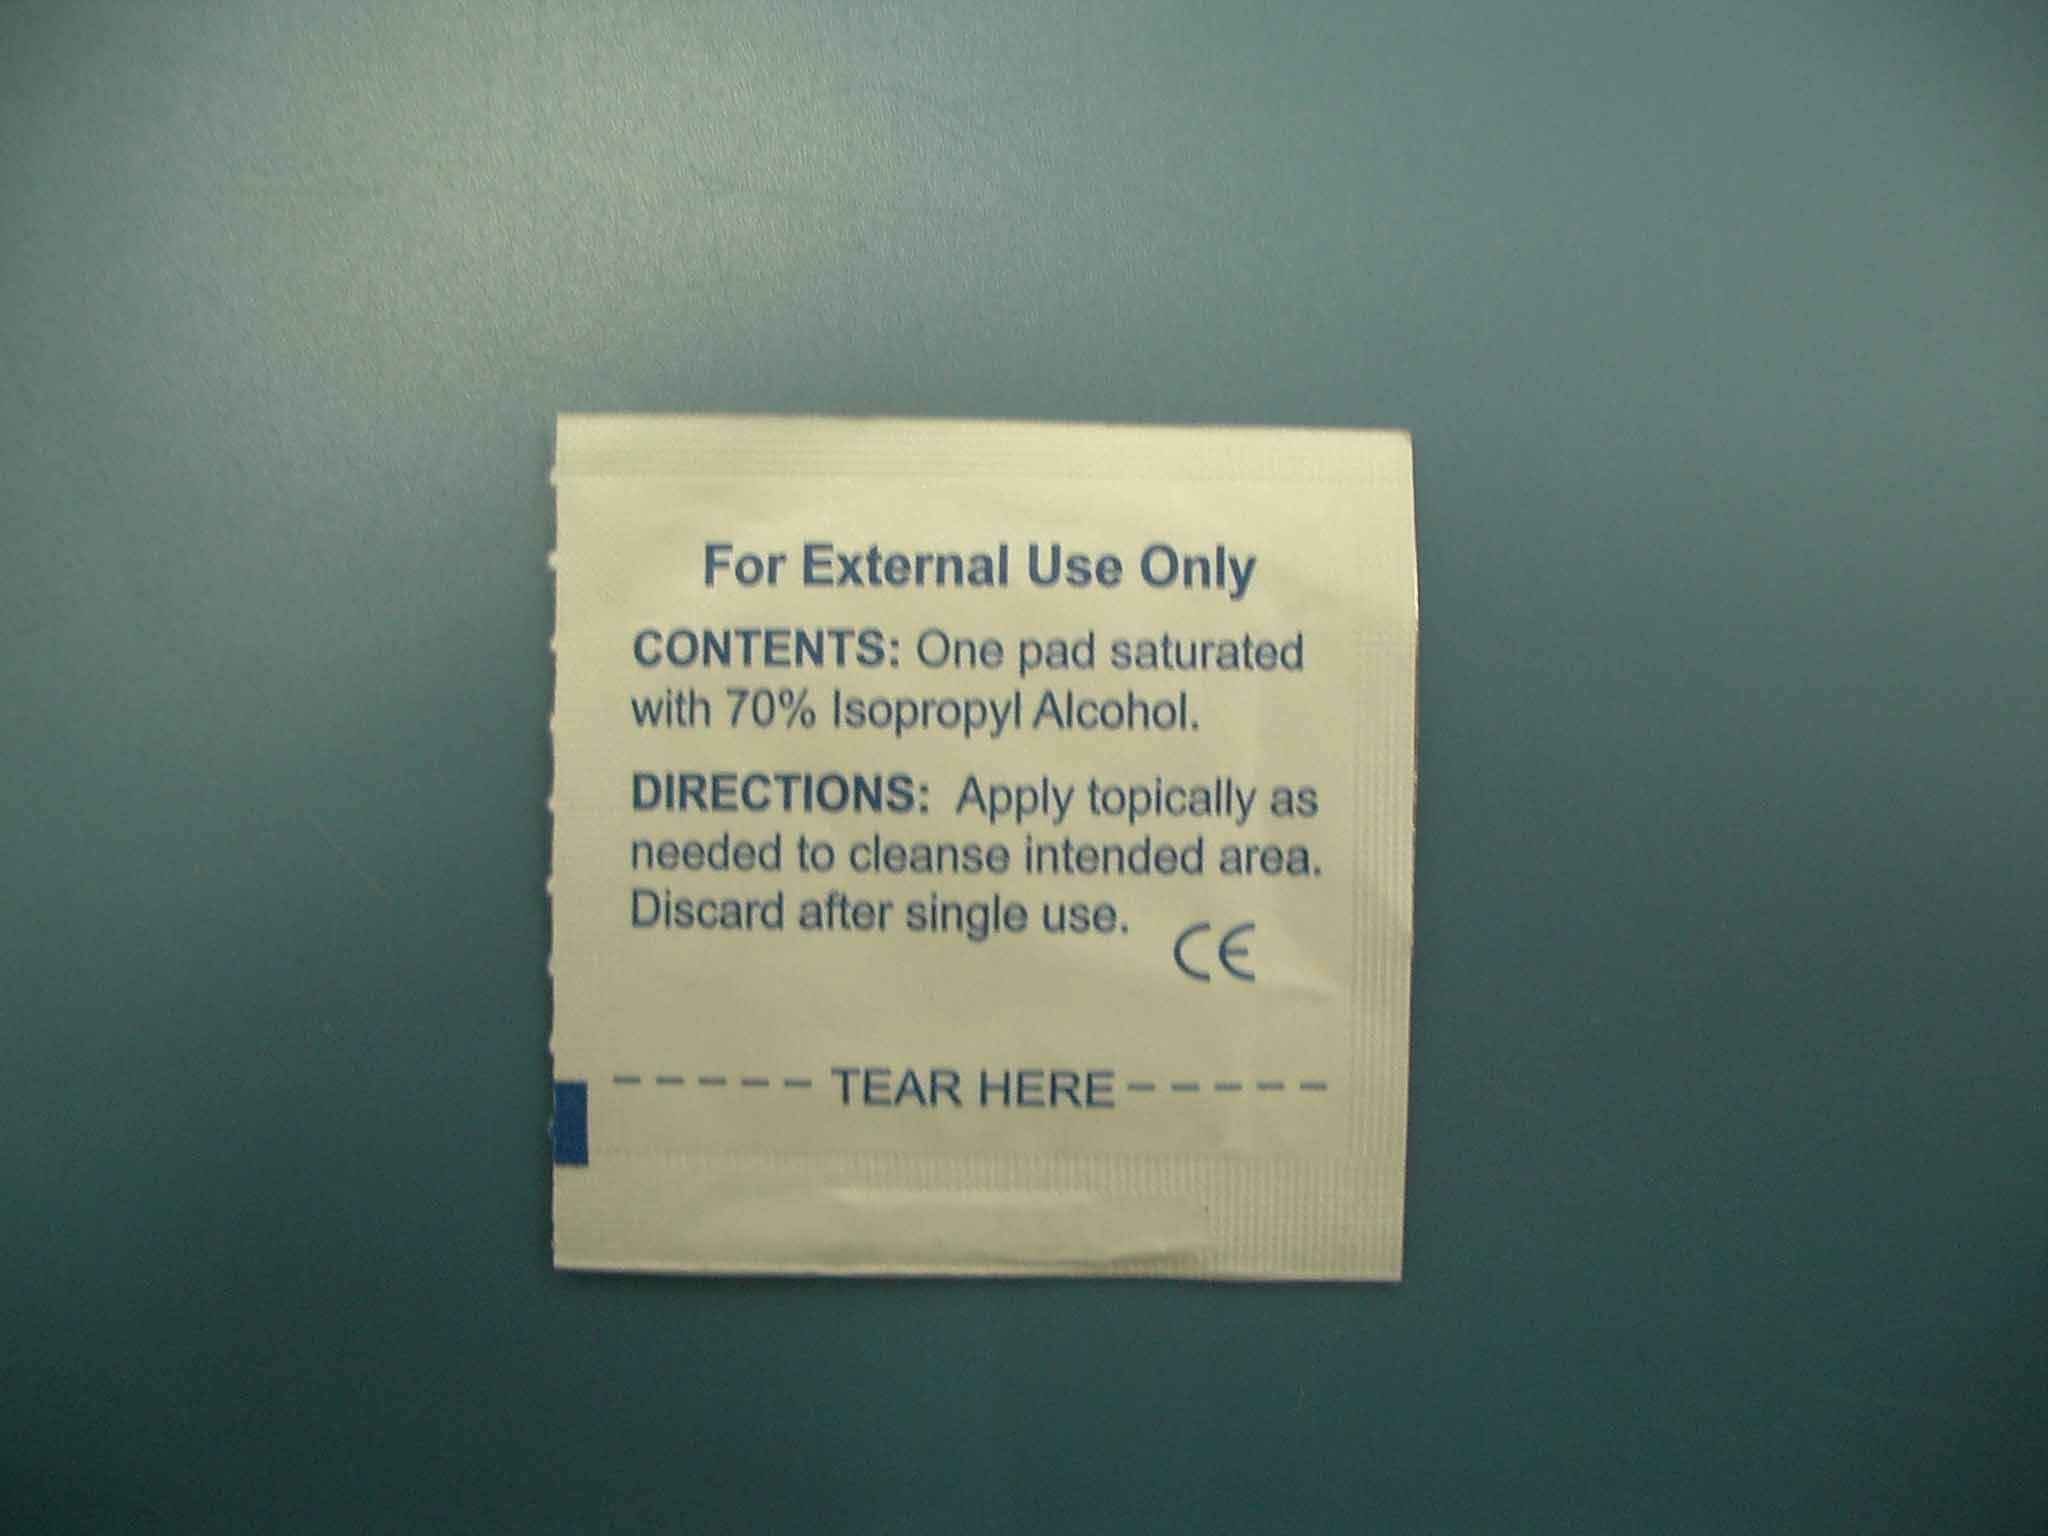 For External Use Only
CONTENTS: One pad saturated
with 70% Isopropyl Alcohol.
DIRECTIONS: Apply topically as
needed to cleanse intended area.
Discard after single use.
CE
- - - - - TEAR HERE - - - - -